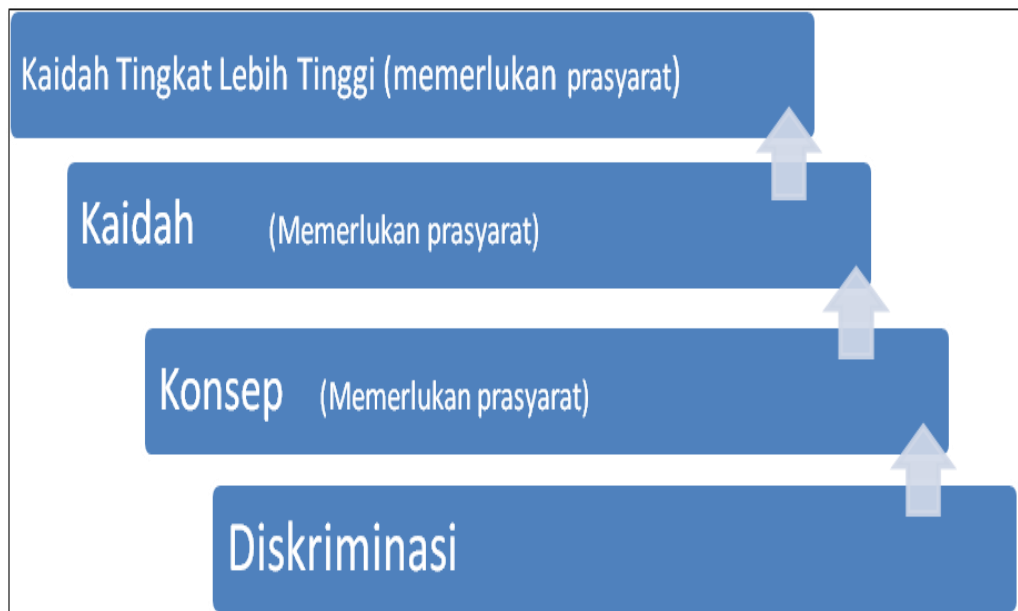 Kaidah Tingkat Lebih Tinggi (memerlukan prasyarat)
Kaidah (Memerlukan prasyarat)
Konsep (Memerlukan prasyarat)
Diskriminasi